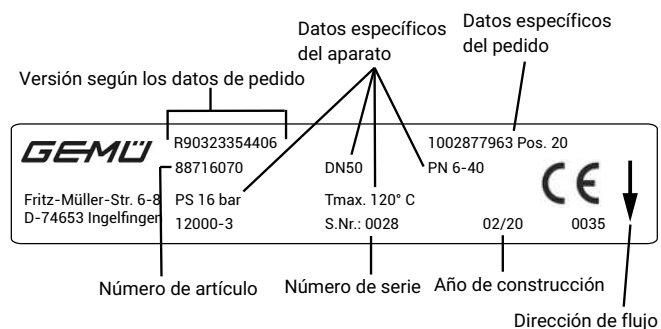 Datos específicos
del aparato
Datos específicos
del pedido
Versión según los datos de pedido
GEMÜ
R90323354406
1002877963 Pos. 20
88716070
DN50
PN 6-40
CE
Fritz-Müller-Str. 6-8
PS 16 bar
Tmax. 120° C
D-74653 Ingelfingen
12000-3
S.Nr.: 0028
02/20
0035
Número de artículo
Número de serie
Año de construcción
Dirección de flujo